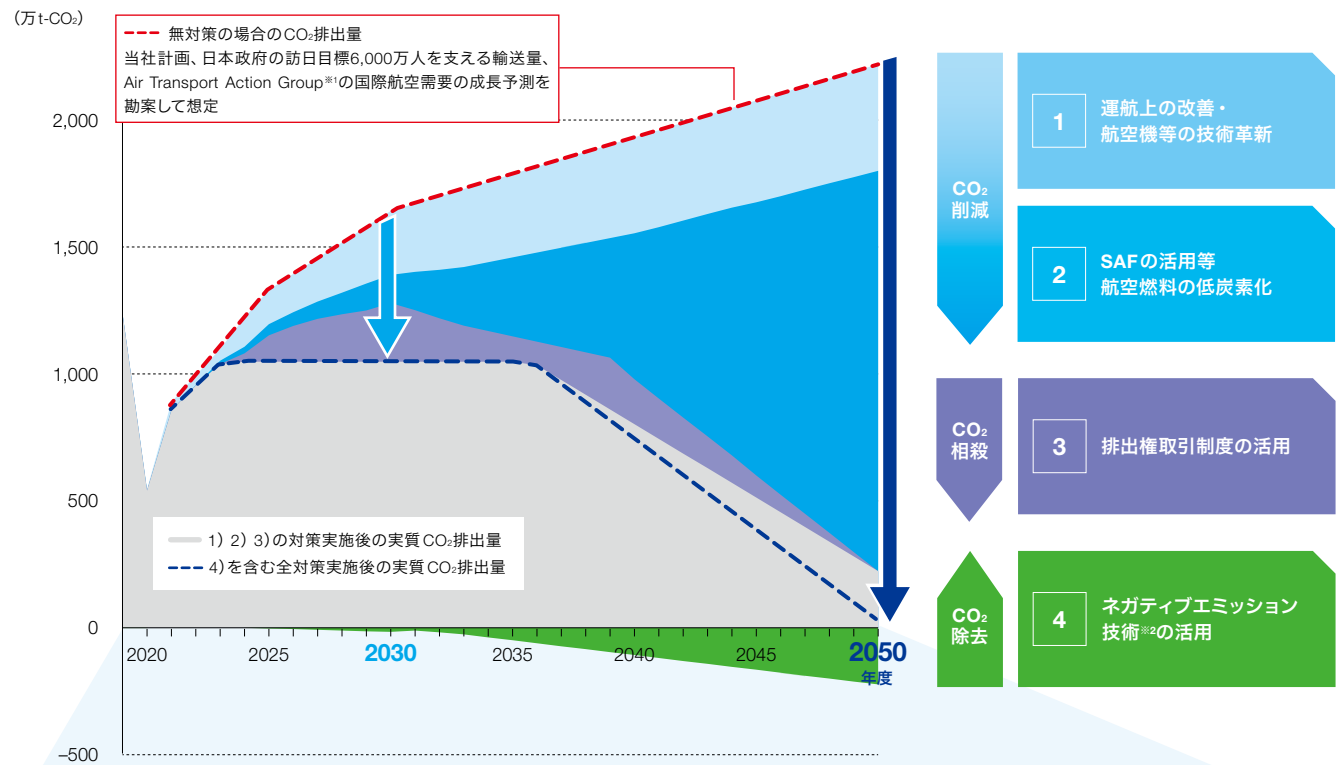 (万t-CO₂)
無対策の場合のCO₂排出量
当社計画、日本政府の訪日目標6,000万人を支える輸送量、
Air Transport Action Group※1の国際航空需要の成長予測を
勘案して想定
2,000
1,500
1,000
500
0
–500
1）2）3）の対策実施後の実質CO₂排出量
4）を含む全対策実施後の実質CO₂排出量
2020
2025
2030
2035
2040
2045
2050
年度
CO₂
削減
1
運航上の改善・
航空機等の技術革新
2
SAFの活用等
航空燃料の低炭素化
CO₂
相殺
3
排出権取引制度の活用
CO₂
除去
4
ネガティブエミッション
技術※2の活用